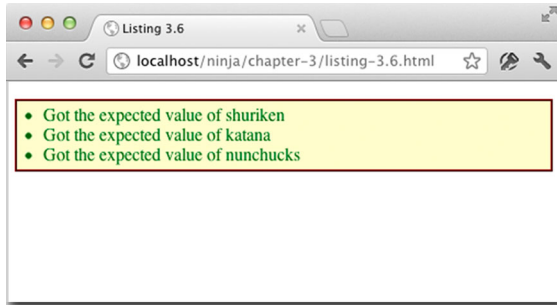 Listing 3.6
localhost/ninja/chapter-3/listing-3.6.html
Got the expected value of shuriken
Got the expected value of katana
Got the expected value of nunchucks